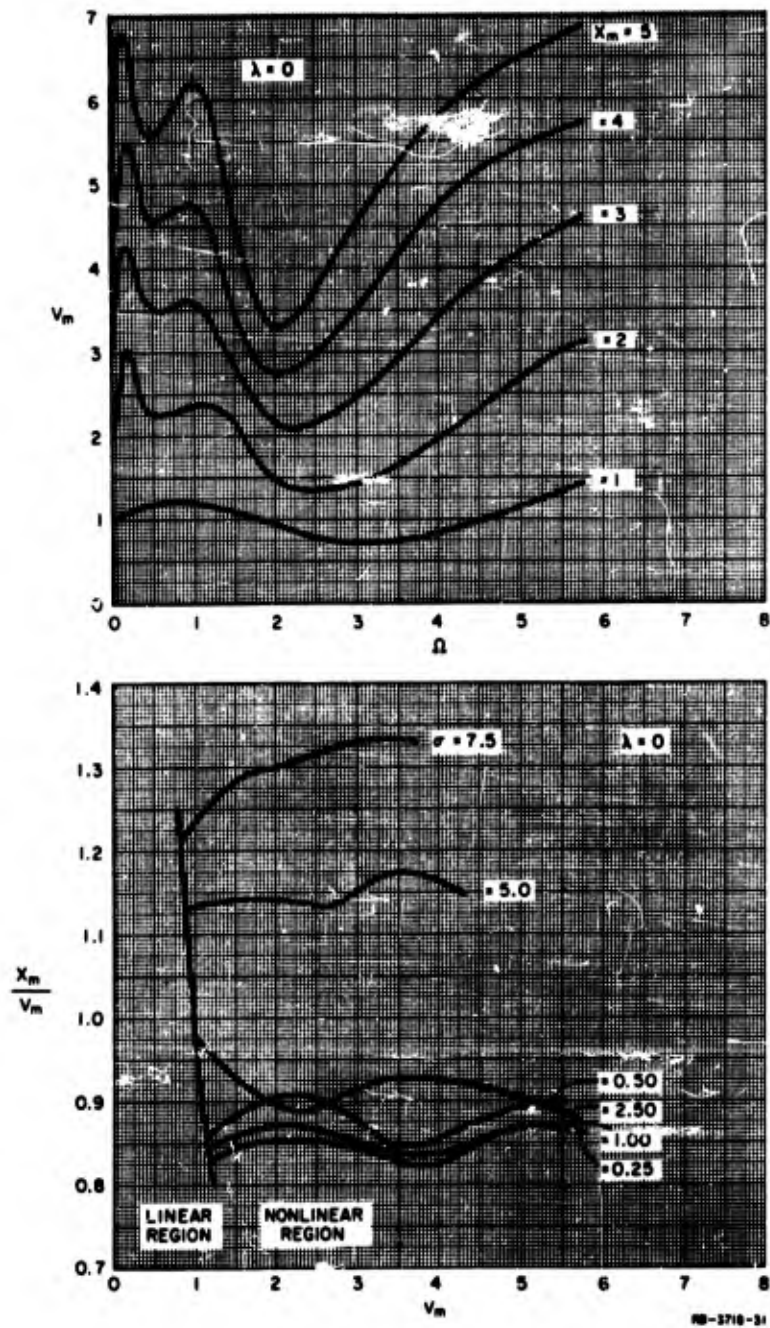 7
6
5
4
3
2
1
0
V_m
λ = 0
X_m = 5
= 4
= 3
= 2
= 1
0 1 2 3 4 5 6 7 8
Ω
1.4
1.3
1.2
1.1
1.0
0.9
0.8
0.7
X_m
V_m
σ = 7.5
λ = 0
= 5.0
= 0.50
= 2.50
= 1.00
= 0.25
LINEAR
REGION
NONLINEAR
REGION
0 1 2 3 4 5 6 7 8
V_m
RB-3718-31